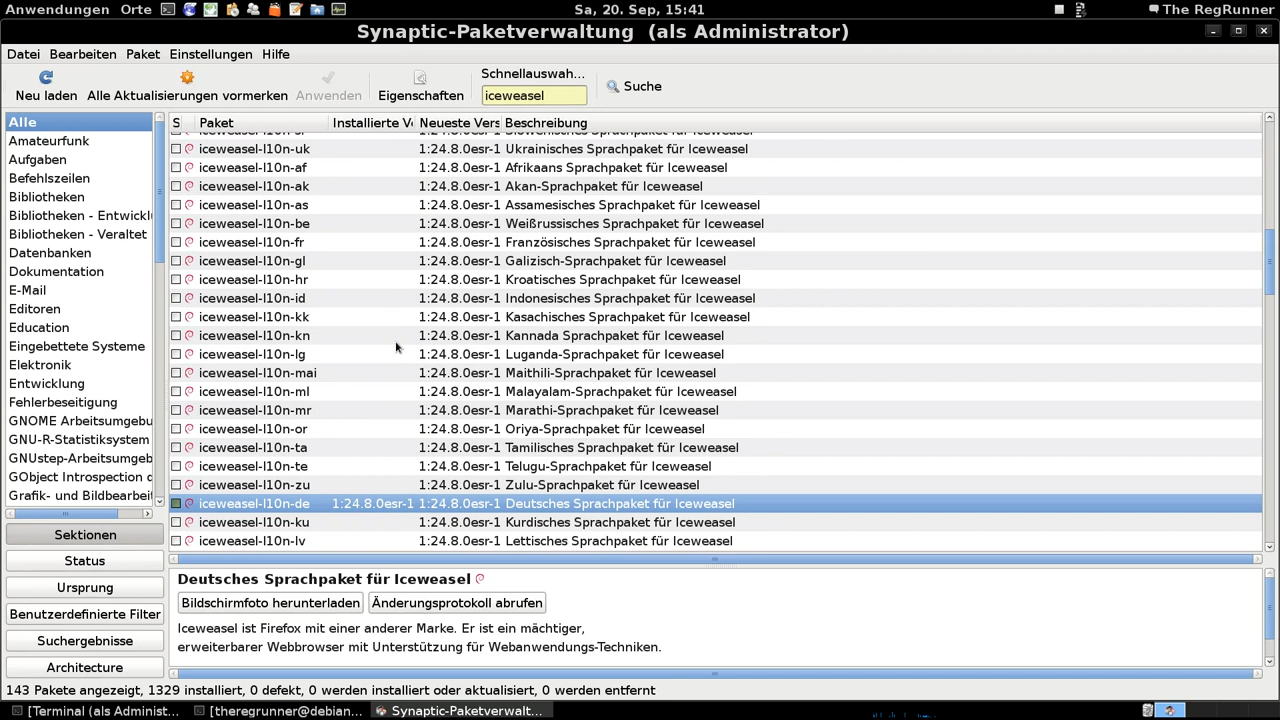 Anwendungen Orte Sa, 20. Sep, 15:41 The RegRunner
Synaptic-Paketverwaltung (als Administrator)
Datei Bearbeiten Paket Einstellungen Hilfe
Neu laden Alle Aktualisierungen vormerken Anwenden Eigenschaften Schnellauswah... Suche
iceweasel
S Paket Installierte Ve Neueste Vers Beschreibung
Alle
Amateurfunk
Aufgaben
Befehlszeilen
Bibliotheken
Bibliotheken - Entwickl
Bibliotheken - Veraltet
Datenbanken
Dokumentation
E-Mail
Editoren
Education
Eingebettete Systeme
Elektronik
Entwicklung
Fehlerbeseitigung
GNOME Arbeitsumgebu
GNU-R-Statistiksystem
GNUstep-Arbeitsumgeb
GObject Introspection d
Grafik- und Bildbearbeit
iceweasel-l10n-uk 1:24.8.0esr-1 Ukrainisches Sprachpaket für Iceweasel
iceweasel-l10n-af 1:24.8.0esr-1 Afrikaans Sprachpaket für Iceweasel
iceweasel-l10n-ak 1:24.8.0esr-1 Akan-Sprachpaket für Iceweasel
iceweasel-l10n-as 1:24.8.0esr-1 Assamesisches Sprachpaket für Iceweasel
iceweasel-l10n-be 1:24.8.0esr-1 Weißrussisches Sprachpaket für Iceweasel
iceweasel-l10n-fr 1:24.8.0esr-1 Französisches Sprachpaket für Iceweasel
iceweasel-l10n-gl 1:24.8.0esr-1 Galizisch-Sprachpaket für Iceweasel
iceweasel-l10n-hr 1:24.8.0esr-1 Kroatisches Sprachpaket für Iceweasel
iceweasel-l10n-id 1:24.8.0esr-1 Indonesisches Sprachpaket für Iceweasel
iceweasel-l10n-kk 1:24.8.0esr-1 Kasachisches Sprachpaket für Iceweasel
iceweasel-l10n-kn 1:24.8.0esr-1 Kannada Sprachpaket für Iceweasel
iceweasel-l10n-lg 1:24.8.0esr-1 Luganda-Sprachpaket für Iceweasel
iceweasel-l10n-mai 1:24.8.0esr-1 Maithili-Sprachpaket für Iceweasel
iceweasel-l10n-ml 1:24.8.0esr-1 Malayalam-Sprachpaket für Iceweasel
iceweasel-l10n-mr 1:24.8.0esr-1 Marathi-Sprachpaket für Iceweasel
iceweasel-l10n-or 1:24.8.0esr-1 Oriya-Sprachpaket für Iceweasel
iceweasel-l10n-ta 1:24.8.0esr-1 Tamilisches Sprachpaket für Iceweasel
iceweasel-l10n-te 1:24.8.0esr-1 Telugu-Sprachpaket für Iceweasel
iceweasel-l10n-zu 1:24.8.0esr-1 Zulu-Sprachpaket für Iceweasel
iceweasel-l10n-de 1:24.8.0esr-1 1:24.8.0esr-1 Deutsches Sprachpaket für Iceweasel
iceweasel-l10n-ku 1:24.8.0esr-1 Kurdisches Sprachpaket für Iceweasel
iceweasel-l10n-lv 1:24.8.0esr-1 Lettisches Sprachpaket für Iceweasel
Sektionen
Status
Ursprung
Benutzerdefinierte Filter
Suchergebnisse
Architecture
Deutsches Sprachpaket für Iceweasel
Bildschirmfoto herunterladen Änderungsprotokoll abrufen
Iceweasel ist Firefox mit einer anderer Marke. Er ist ein mächtiger,
erweiterbarer Webbrowser mit Unterstützung für Webanwendungs-Techniken.
143 Pakete angezeigt, 1329 installiert, 0 defekt, 0 werden installiert oder aktualisiert, 0 werden entfernt
[Terminal (als Administ... [theregrunner@debian... Synaptic-Paketverwalt...